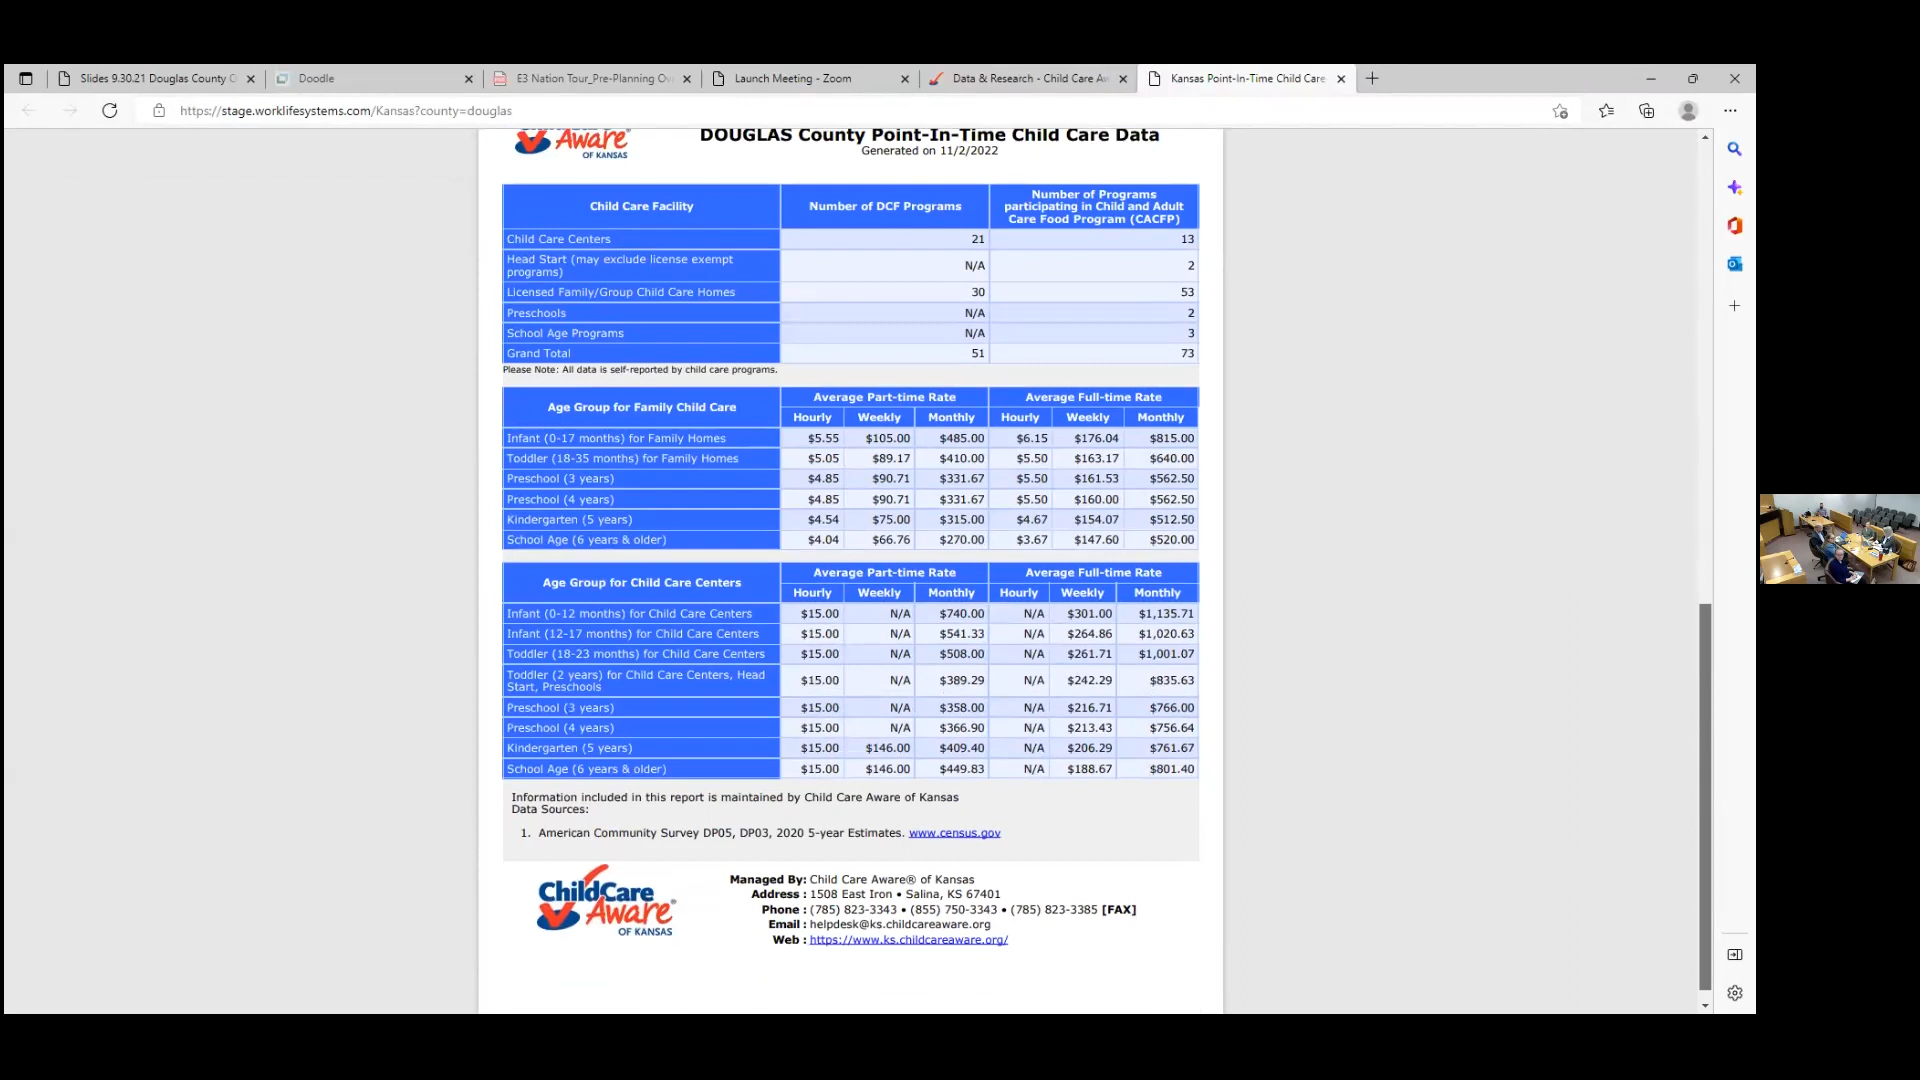 Slides 9.30.21 Douglas County
Doodle
E3 Nation Tour_Pre-Planning Ov
Launch Meeting - Zoom
Data & Research - Child Care Aw
Kansas Point-In-Time Child Care
https://stage.worklifesystems.com/Kansas?county=douglas
Aware
OF KANSAS
DOUGLAS County Point-In-Time Child Care Data
Generated on 11/2/2022
Child Care Facility Number of DCF Programs Number of Programs participating in Child and Adult Care Food Program (CACFP)
Child Care Centers 21 13
Head Start (may exclude license exempt programs) N/A 2
Licensed Family/Group Child Care Homes 30 53
Preschools N/A 2
School Age Programs N/A 3
Grand Total 51 73
Please Note: All data is self-reported by child care programs.
Age Group for Family Child Care Average Part-time Rate Average Full-time Rate
Hourly Weekly Monthly Hourly Weekly Monthly
Infant (0-17 months) for Family Homes $5.55 $105.00 $485.00 $6.15 $176.04 $815.00
Toddler (18-35 months) for Family Homes $5.05 $89.17 $410.00 $5.50 $163.17 $640.00
Preschool (3 years) $4.85 $90.71 $331.67 $5.50 $161.53 $562.50
Preschool (4 years) $4.85 $90.71 $331.67 $5.50 $160.00 $562.50
Kindergarten (5 years) $4.54 $75.00 $315.00 $4.67 $154.07 $512.50
School Age (6 years & older) $4.04 $66.76 $270.00 $3.67 $147.60 $520.00
Age Group for Child Care Centers Average Part-time Rate Average Full-time Rate
Hourly Weekly Monthly Hourly Weekly Monthly
Infant (0-12 months) for Child Care Centers $15.00 N/A $740.00 N/A $301.00 $1,135.71
Infant (12-17 months) for Child Care Centers $15.00 N/A $541.33 N/A $264.86 $1,020.63
Toddler (18-23 months) for Child Care Centers $15.00 N/A $508.00 N/A $261.71 $1,001.07
Toddler (2 years) for Child Care Centers, Head Start, Preschools $15.00 N/A $389.29 N/A $242.29 $835.63
Preschool (3 years) $15.00 N/A $358.00 N/A $216.71 $766.00
Preschool (4 years) $15.00 N/A $366.90 N/A $213.43 $756.64
Kindergarten (5 years) $15.00 $146.00 $409.40 N/A $206.29 $761.67
School Age (6 years & older) $15.00 $146.00 $449.83 N/A $188.67 $801.40
Information included in this report is maintained by Child Care Aware of Kansas
Data Sources:
1. American Community Survey DP05, DP03, 2020 5-year Estimates. www.census.gov
ChildCare
Aware®
OF KANSAS
Managed By: Child Care Aware® of Kansas
Address : 1508 East Iron • Salina, KS 67401
Phone : (785) 823-3343 • (855) 750-3343 • (785) 823-3385 [FAX]
Email : helpdesk@ks.childcareaware.org
Web : https://www.ks.childcareaware.org/